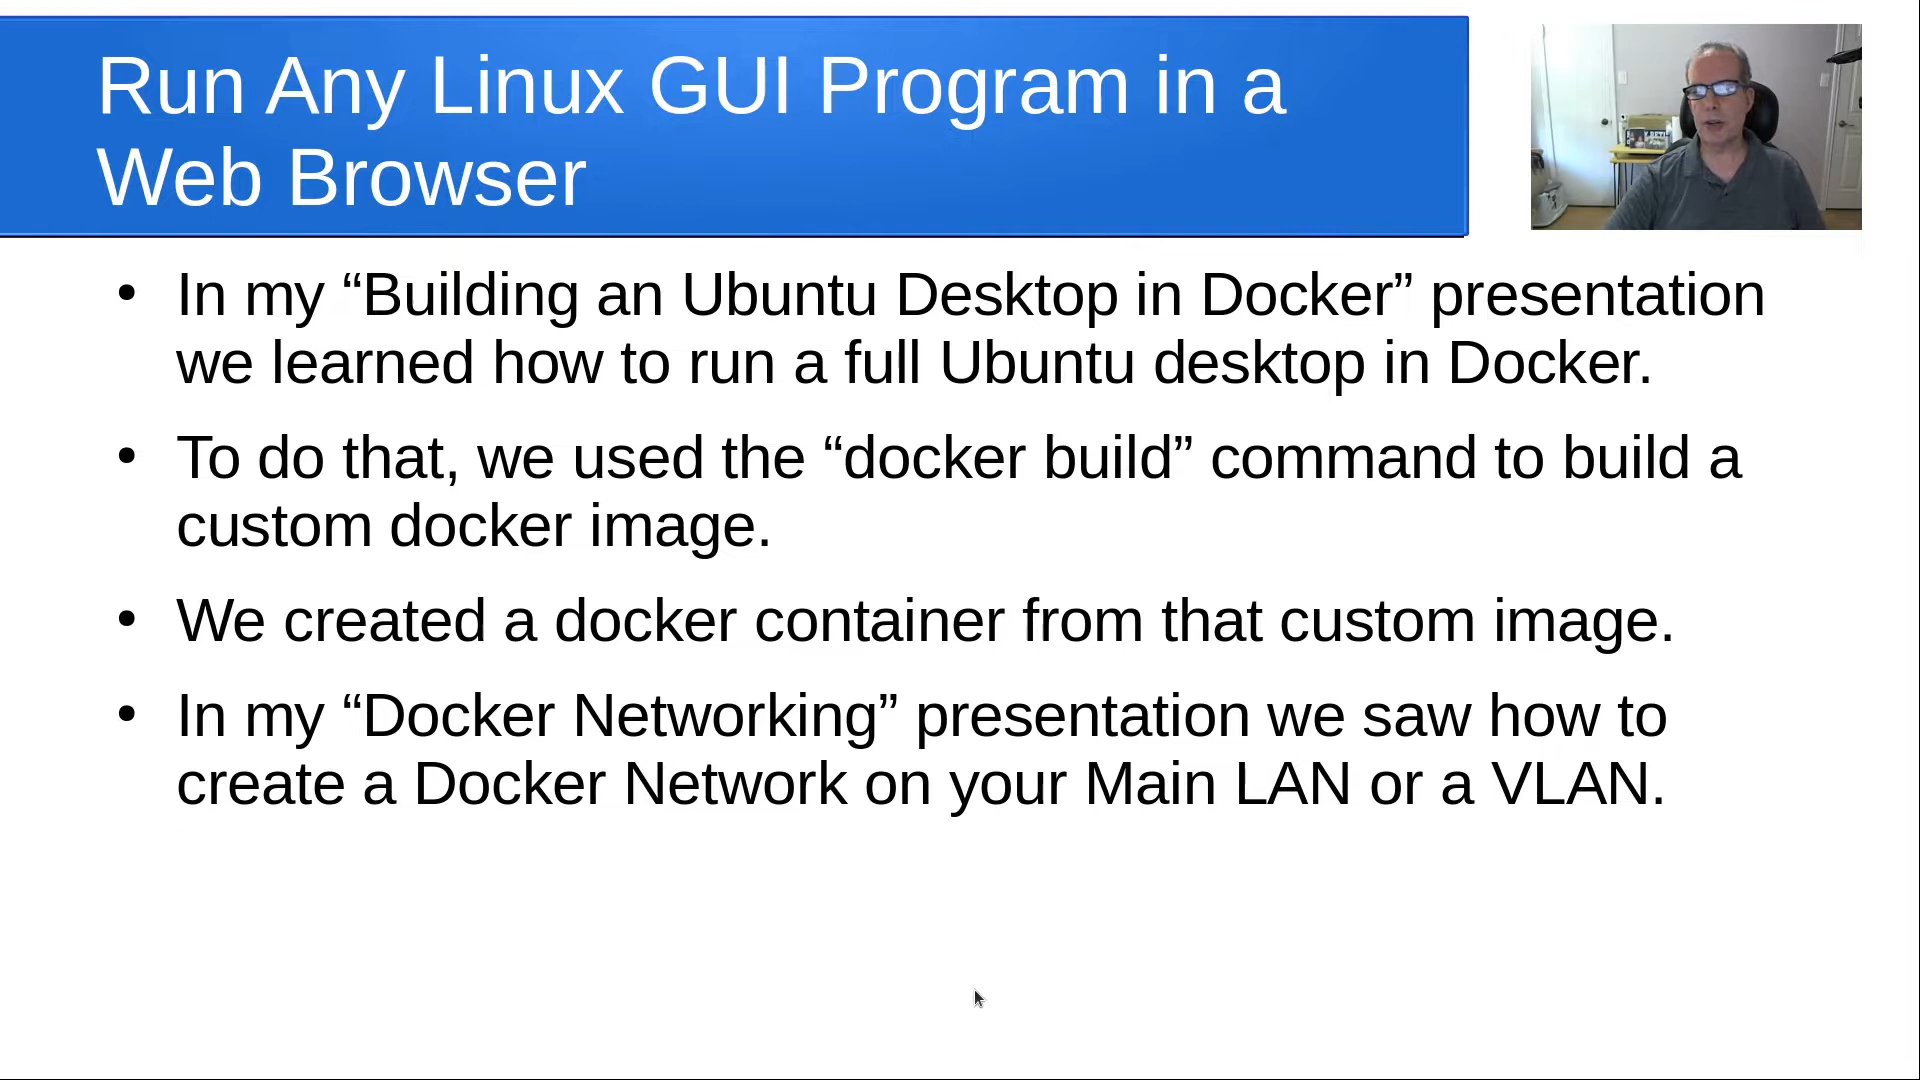 Run Any Linux GUI Program in a
Web Browser
• In my “Building an Ubuntu Desktop in Docker” presentation
we learned how to run a full Ubuntu desktop in Docker.
• To do that, we used the “docker build” command to build a
custom docker image.
• We created a docker container from that custom image.
• In my “Docker Networking” presentation we saw how to
create a Docker Network on your Main LAN or a VLAN.